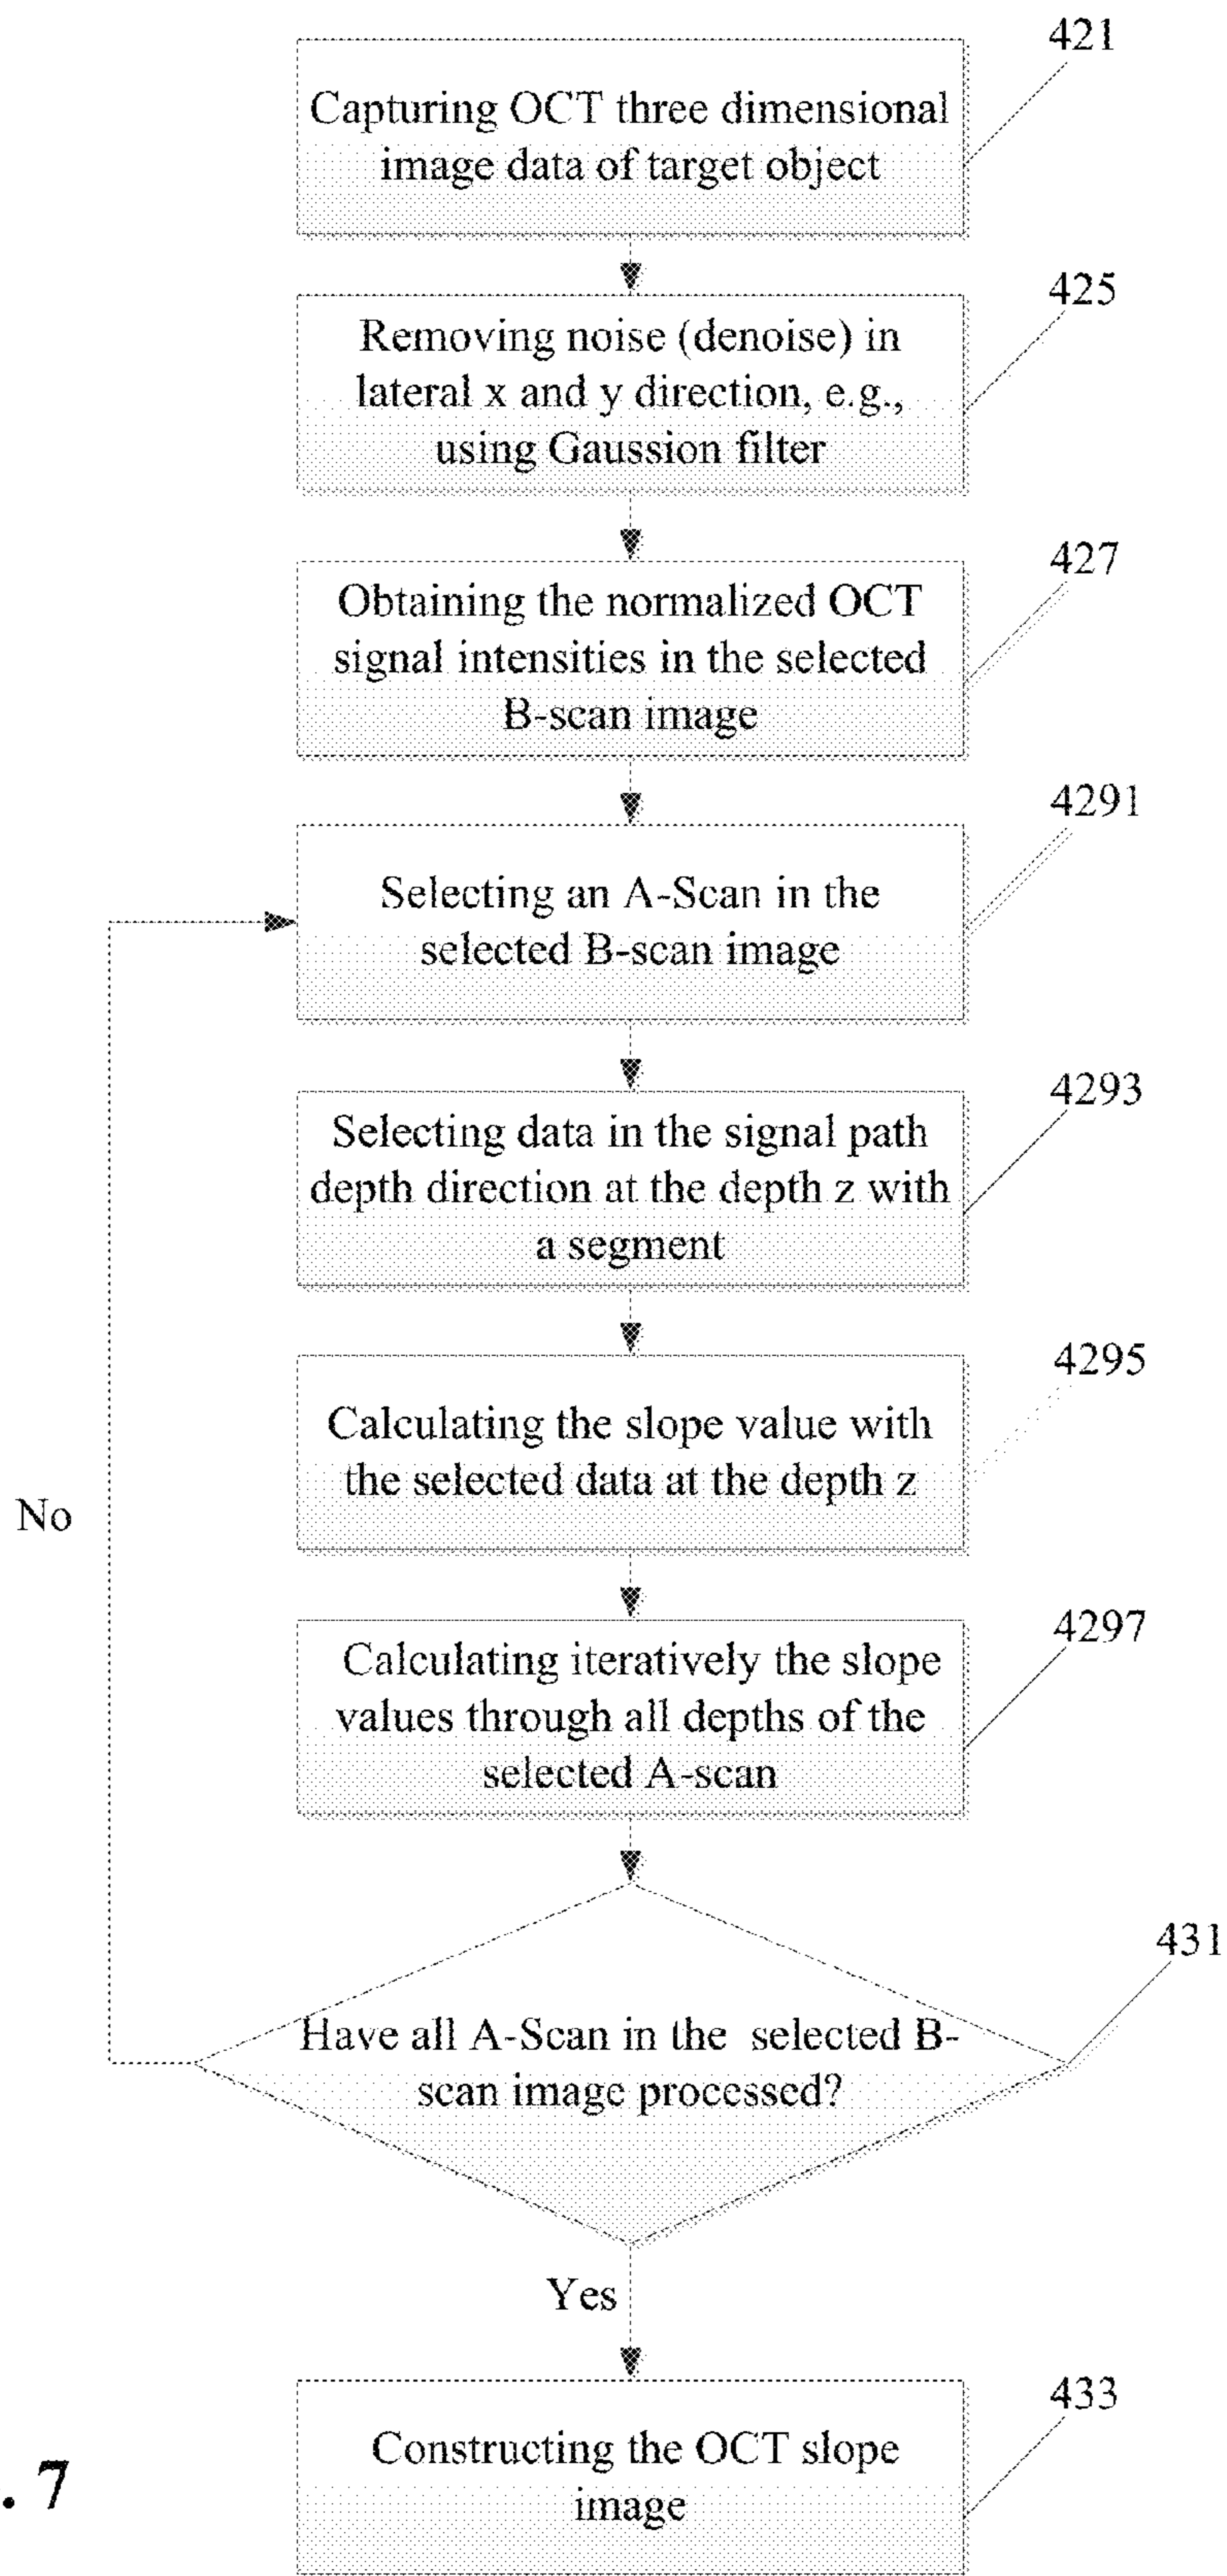 421
Capturing OCT three dimensional
image data of target object
425
Removing noise (denoise) in
lateral x and y direction, e.g.,
using Gaussion filter
427
Obtaining the normalized OCT
signal intensities in the selected
B-scan image
4291
Selecting an A-Scan in the
selected B-scan image
4293
Selecting data in the signal path
depth direction at the depth z with
a segment
4295
Calculating the slope value with
the selected data at the depth z
No
4297
Calculating iteratively the slope
values through all depths of the
selected A-scan
431
Have all A-Scan in the selected B-
scan image processed?
Yes
433
Constructing the OCT slope
image
. 7